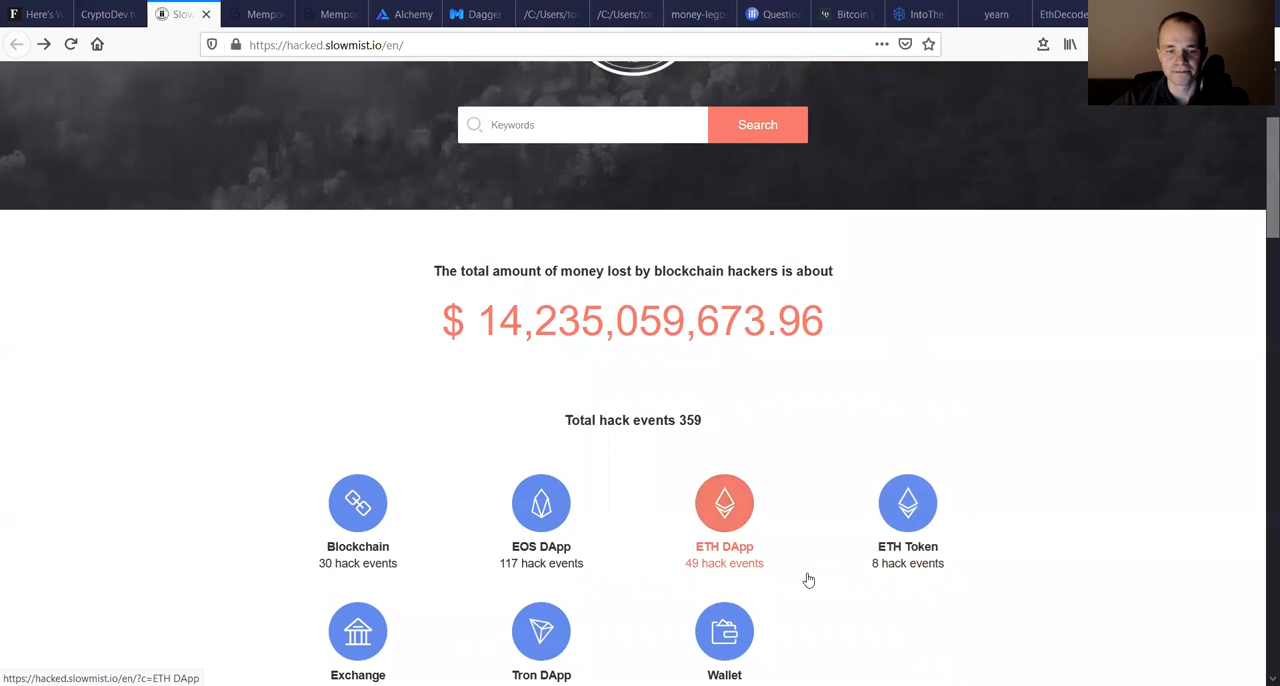 Here's W
CryptoDev.t
Slow
Mempo
Mempo
Alchemy
Dagger
/C:/Users/to
/C:/Users/to
money-lego
Question
Bitcoin
IntoThe
yearn
EthDecode
https://hacked.slowmist.io/en/
Keywords
Search
The total amount of money lost by blockchain hackers is about
$ 14,235,059,673.96
Total hack events 359
Blockchain
30 hack events
EOS DApp
117 hack events
ETH DApp
49 hack events
ETH Token
8 hack events
Exchange
Tron DApp
Wallet
https://hacked.slowmist.io/en/?c=ETH DApp